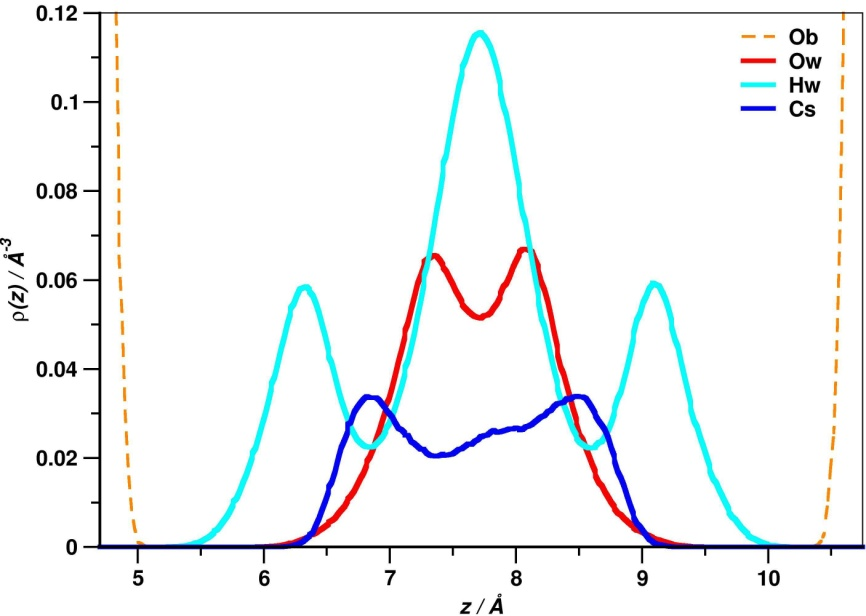 0.12
0.1
0.08
0.06
0.04
0.02
0
ρ(z) / Å-3
Ob
Ow
Hw
Cs
5 6 7 8 9 10
z / Å